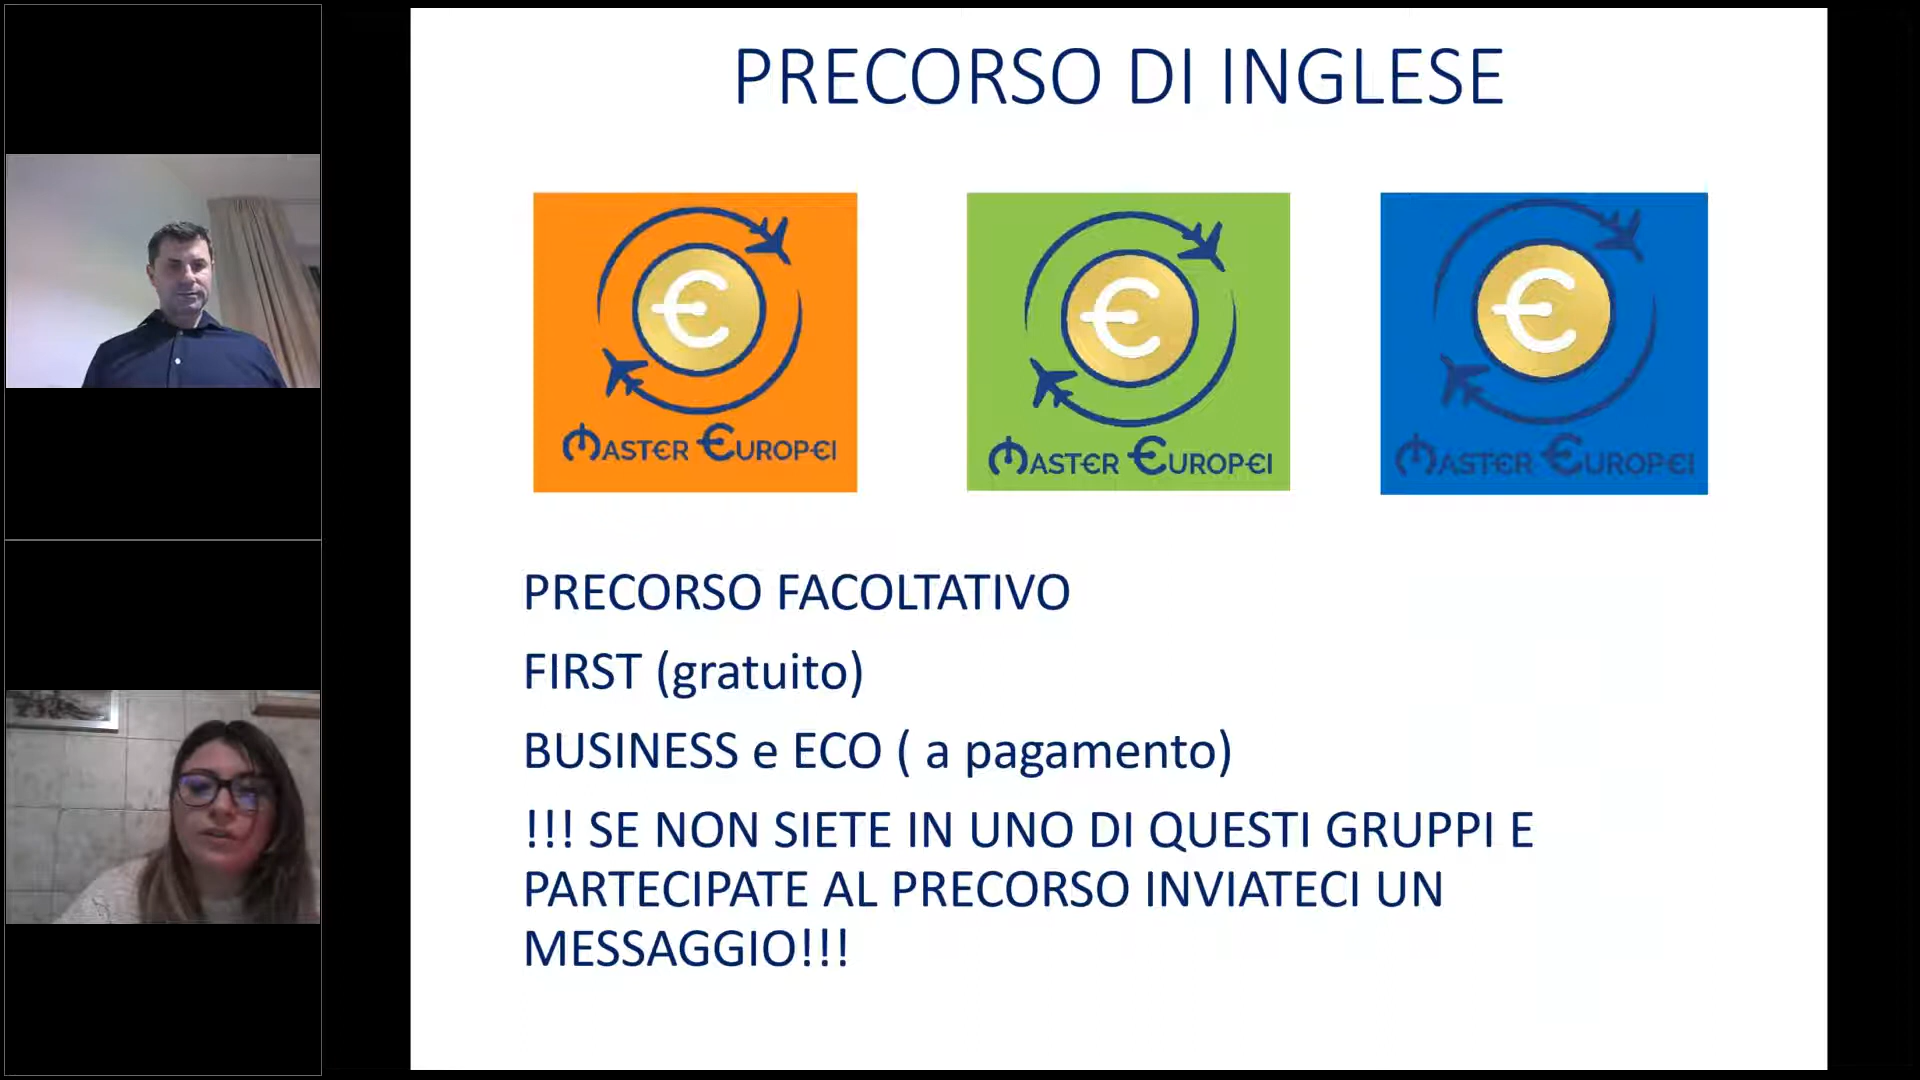 PRECORSO DI INGLESE
MASTER EUROPEI
MASTER EUROPEI
MASTER EUROPEI
PRECORSO FACOLTATIVO
FIRST (gratuito)
BUSINESS e ECO ( a pagamento)
!!! SE NON SIETE IN UNO DI QUESTI GRUPPI E
PARTECIPATE AL PRECORSO INVIATECI UN
MESSAGGIO!!!